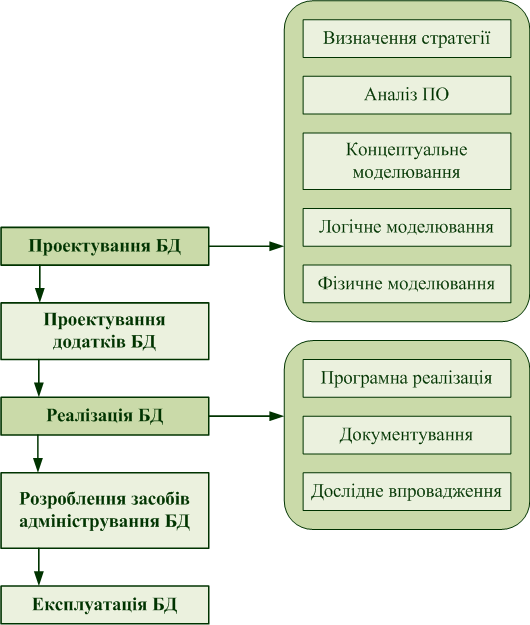 Визначення стратегії
Аналіз ПО
Концептуальне
моделювання
Логічне моделювання
Фізичне моделювання
Проектування БД
Проектування
додатків БД
Реалізація БД
Розроблення засобів
адміністрування БД
Експлуатація БД
Програмна реалізація
Документування
Дослідне впровадження